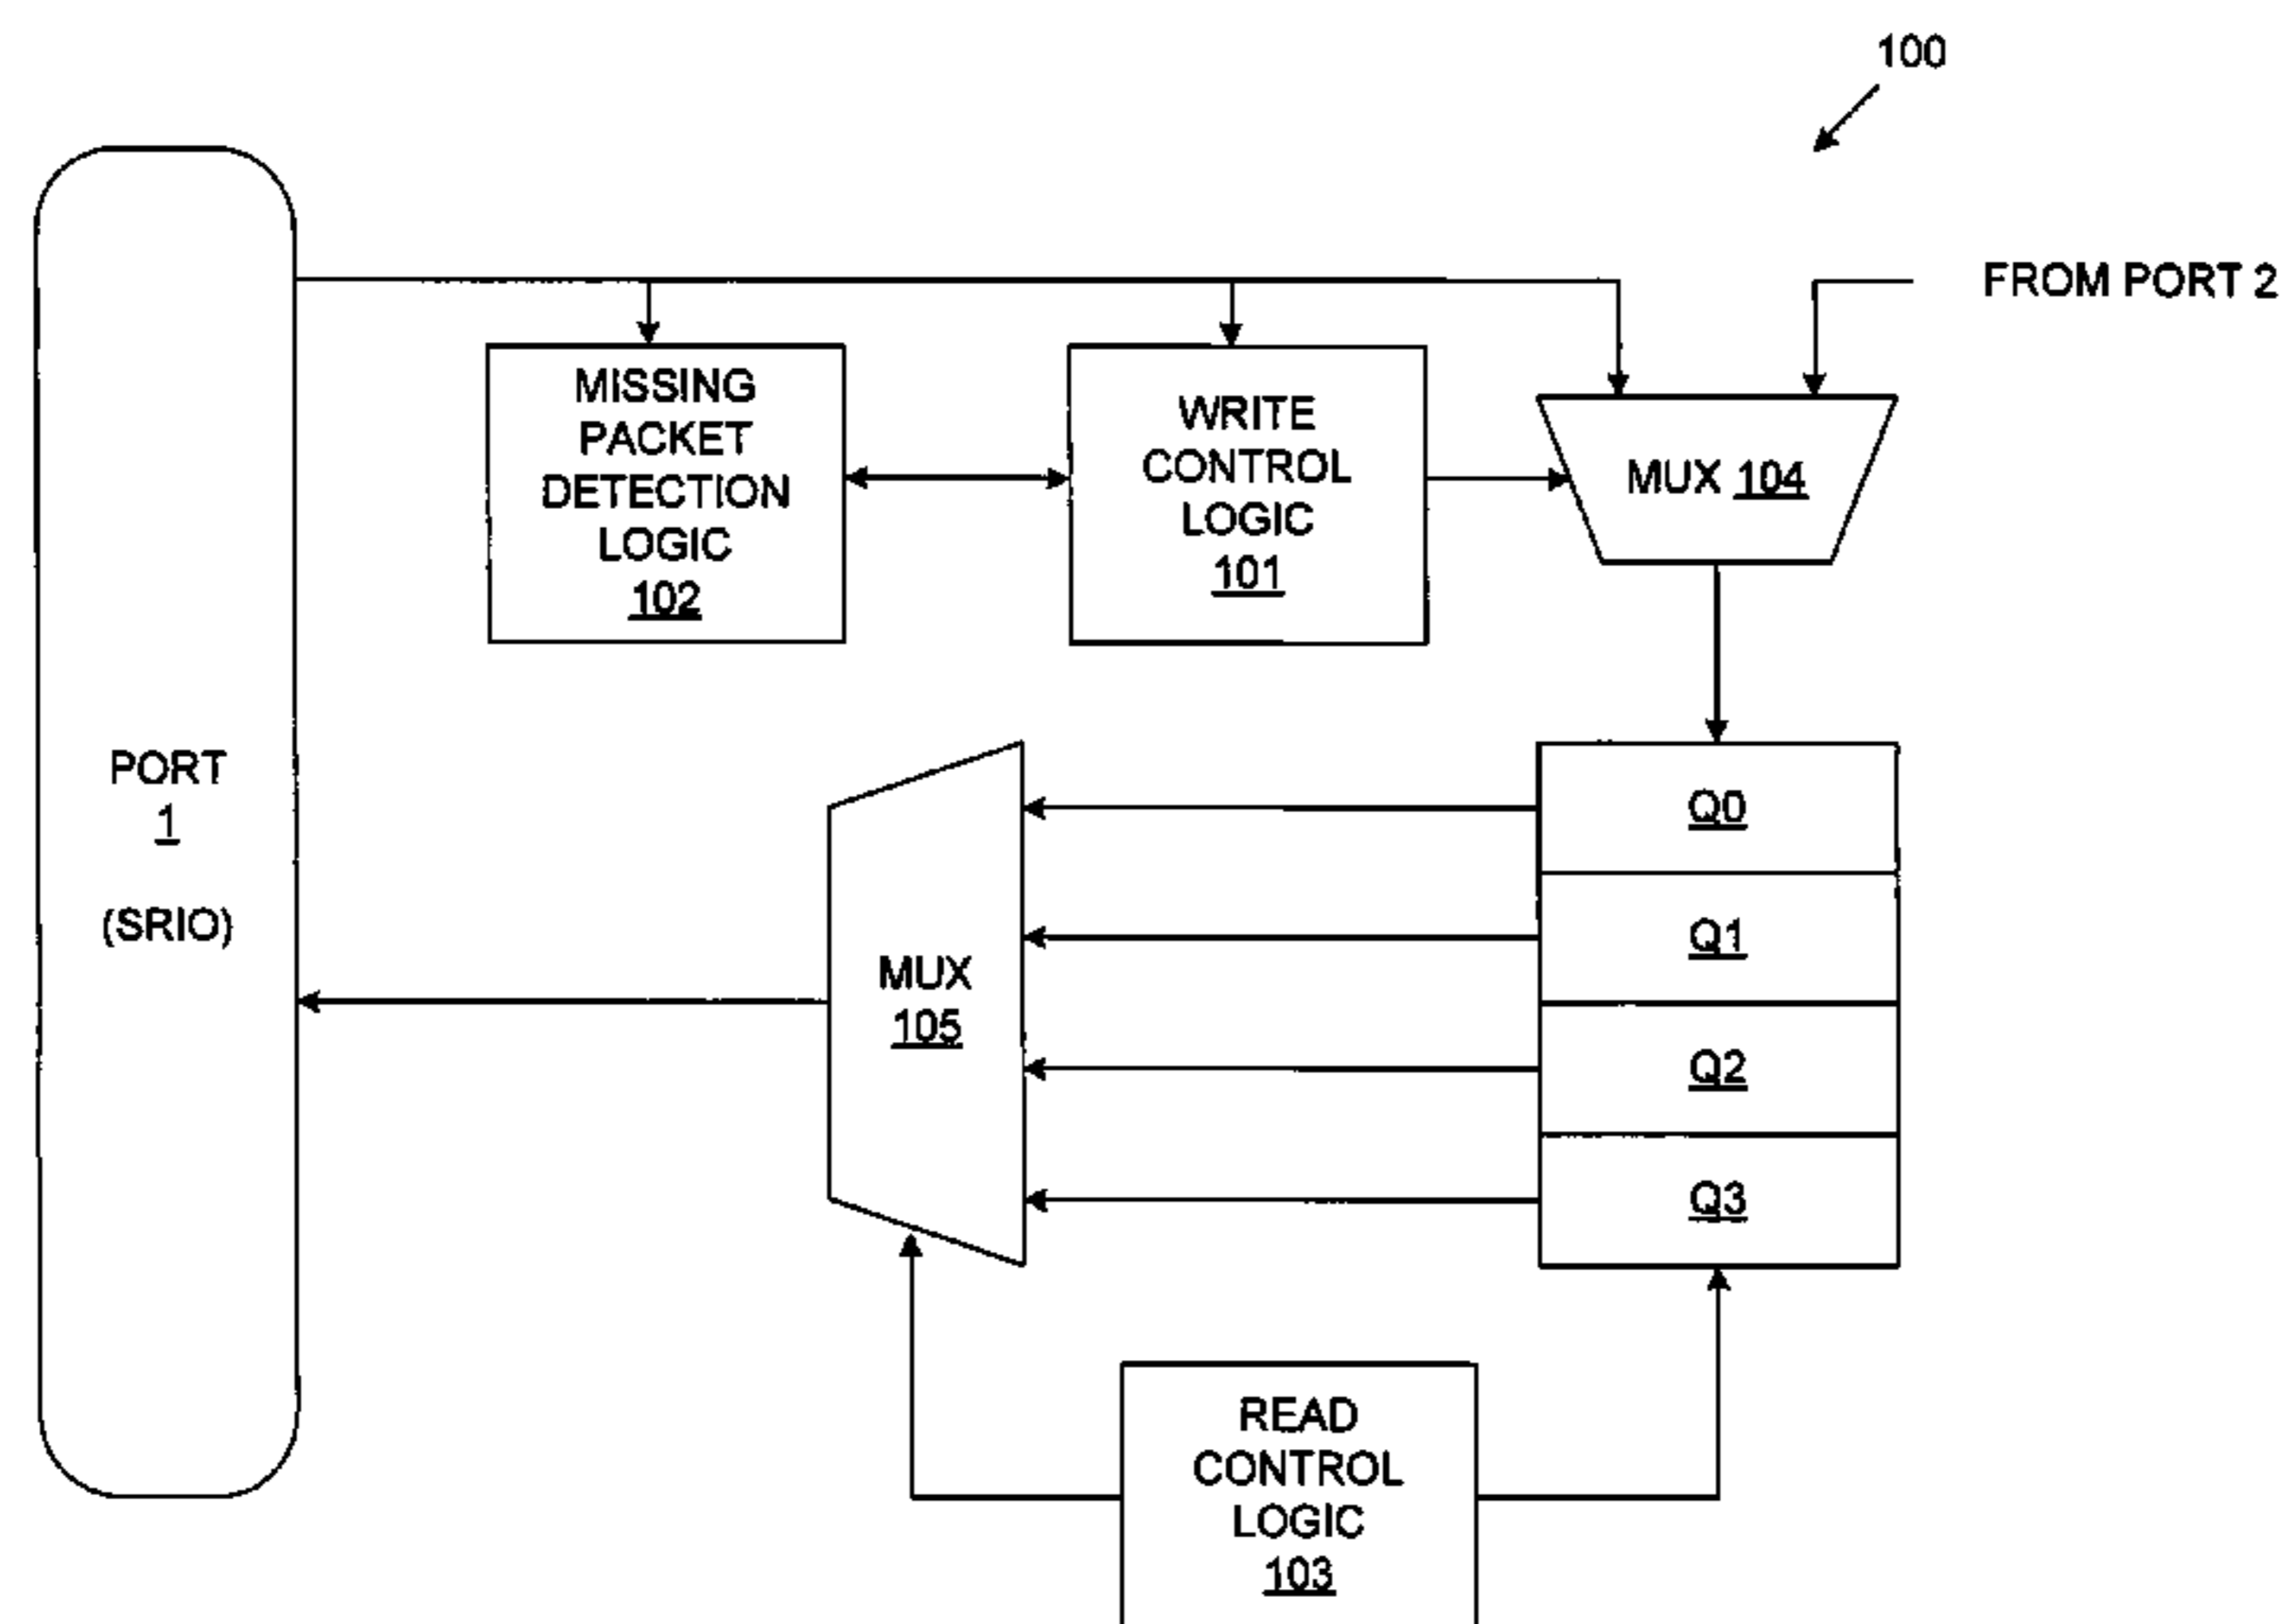 100
FROM PORT 2
MISSING
PACKET
DETECTION
LOGIC
102
WRITE
CONTROL
LOGIC
101
MUX 104
PORT
1
(SRIO)
MUX
105
Q0
Q1
Q2
Q3
READ
CONTROL
LOGIC
103